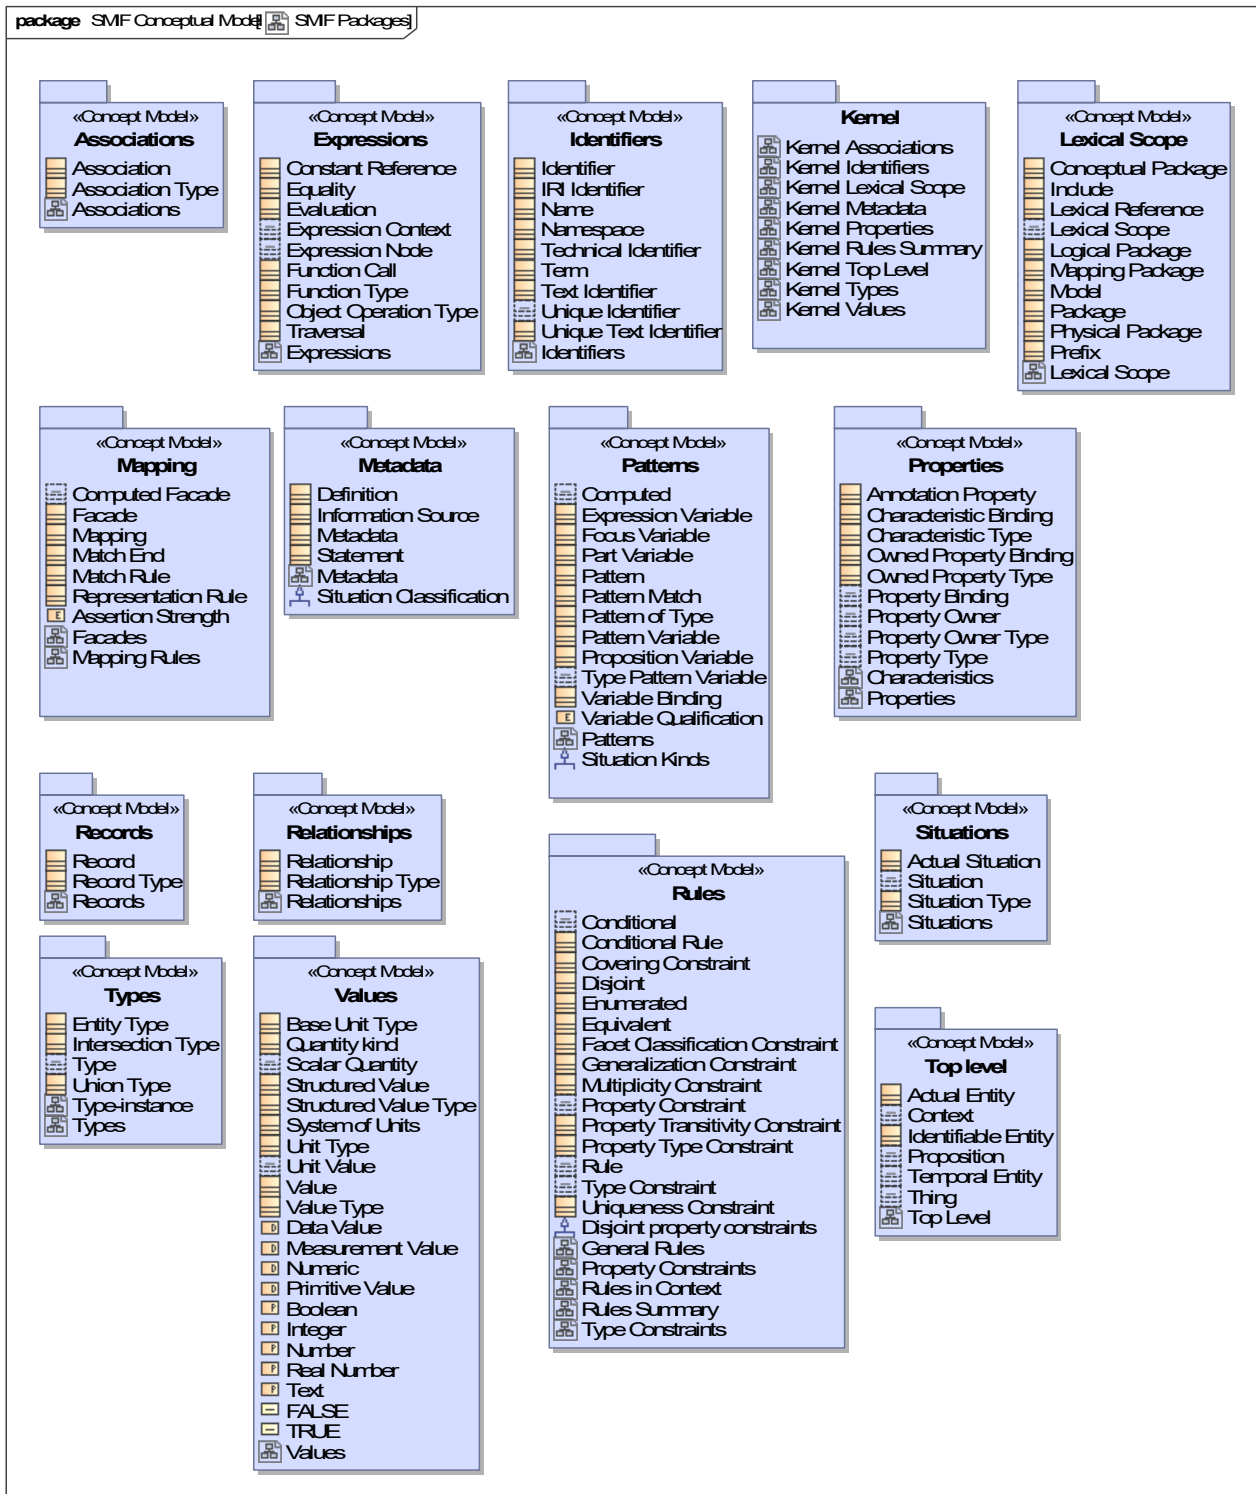 package SMIF Conceptual Model[ SMIF Packages]
«Concept Model»
Associations
Association
Association Type
Associations
«Concept Model»
Expressions
Constant Reference
Equality
Evaluation
Expression Context
Expression Node
Function Call
Function Type
Object Operation Type
Traversal
Expressions
«Concept Model»
Identifiers
Identifier
IRI Identifier
Name
Namespace
Technical Identifier
Term
Text Identifier
Unique Identifier
Unique Text Identifier
Identifiers
Kernel
Kernel Associations
Kernel Identifiers
Kernel Lexical Scope
Kernel Metadata
Kernel Properties
Kernel Rules Summary
Kernel Top Level
Kernel Types
Kernel Values
«Concept Model»
Lexical Scope
Conceptual Package
Include
Lexical Reference
Lexical Scope
Logical Package
Mapping Package
Model
Package
Physical Package
Prefix
Lexical Scope
«Concept Model»
Mapping
Computed Facade
Facade
Mapping
Match End
Match Rule
Representation Rule
Assertion Strength
Facades
Mapping Rules
«Concept Model»
Metadata
Definition
Information Source
Metadata
Statement
Metadata
Situation Classification
«Concept Model»
Patterns
Computed
Expression Variable
Focus Variable
Part Variable
Pattern
Pattern Match
Pattern of Type
Pattern Variable
Proposition Variable
Type Pattern Variable
Variable Binding
Variable Qualification
Patterns
Situation Kinds
«Concept Model»
Properties
Annotation Property
Characteristic Binding
Characteristic Type
Owned Property Binding
Owned Property Type
Property Binding
Property Owner
Property Owner Type
Property Type
Characteristics
Properties
«Concept Model»
Records
Record
Record Type
Records
«Concept Model»
Relationships
Relationship
Relationship Type
Relationships
«Concept Model»
Rules
Conditional
Conditional Rule
Covering Constraint
Disjoint
Enumerated
Equivalent
Facet Classification Constraint
Generalization Constraint
Multiplicity Constraint
Property Constraint
Property Transitivity Constraint
Property Type Constraint
Rule
Type Constraint
Uniqueness Constraint
Disjoint property constraints
General Rules
Property Constraints
Rules in Context
Rules Summary
Type Constraints
«Concept Model»
Situations
Actual Situation
Situation
Situation Type
Situations
«Concept Model»
Types
Entity Type
Intersection Type
Type
Union Type
Type-instance
Types
«Concept Model»
Values
Base Unit Type
Quantity kind
Scalar Quantity
Structured Value
Structured Value Type
System of Units
Unit Type
Unit Value
Value
Value Type
Data Value
Measurement Value
Numeric
Primitive Value
Boolean
Integer
Number
Real Number
Text
FALSE
TRUE
Values
«Concept Model»
Top level
Actual Entity
Context
Identifiable Entity
Proposition
Temporal Entity
Thing
Top Level